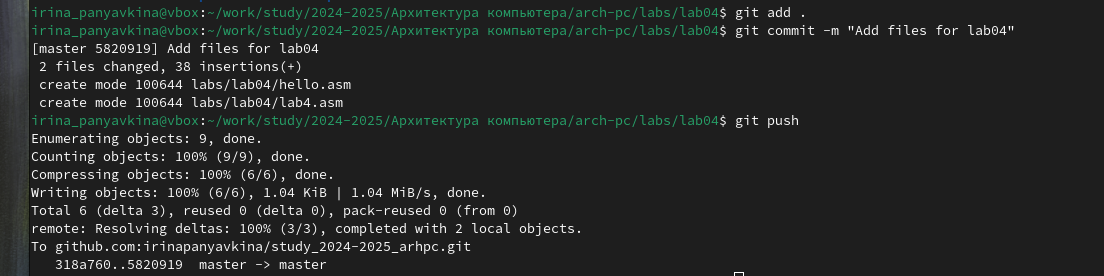 irina_panyavkina@vbox:~/work/study/2024-2025/Архитектура компьютера/arch-pc/labs/lab04$ git add .
irina_panyavkina@vbox:~/work/study/2024-2025/Архитектура компьютера/arch-pc/labs/lab04$ git commit -m "Add files for lab04"
[master 5820919] Add files for lab04
 2 files changed, 38 insertions(+)
 create mode 100644 labs/lab04/hello.asm
 create mode 100644 labs/lab04/lab4.asm
irina_panyavkina@vbox:~/work/study/2024-2025/Архитектура компьютера/arch-pc/labs/lab04$ git push
Enumerating objects: 9, done.
Counting objects: 100% (9/9), done.
Compressing objects: 100% (6/6), done.
Writing objects: 100% (6/6), 1.04 KiB | 1.04 MiB/s, done.
Total 6 (delta 3), reused 0 (delta 0), pack-reused 0 (from 0)
remote: Resolving deltas: 100% (3/3), completed with 2 local objects.
To github.com:irinapanyavkina/study_2024-2025_arhpc.git
   318a760..5820919  master -> master